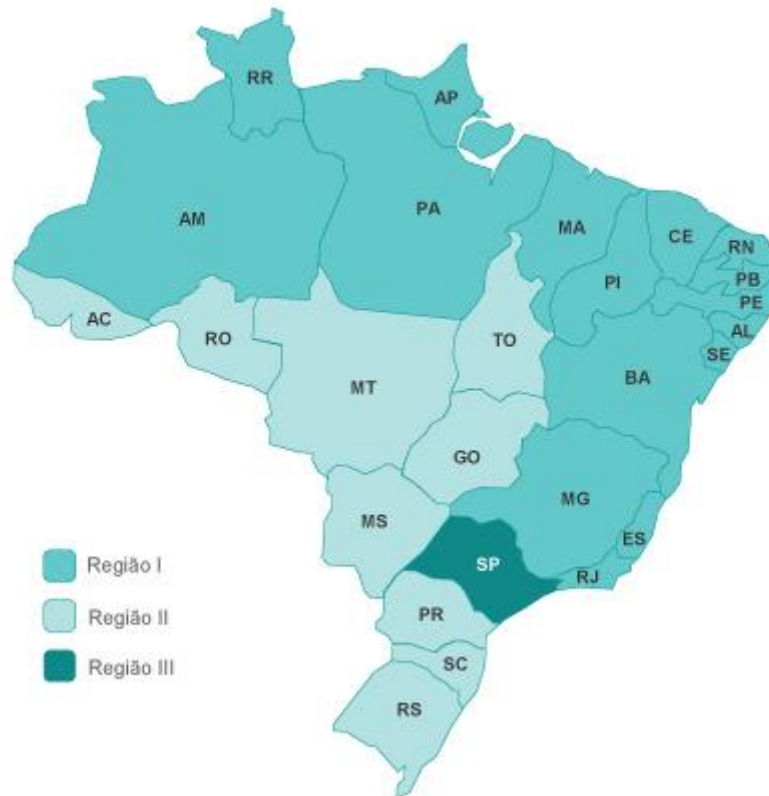 RR
AP
AM
PA
MA
CE
RN
PB
PE
PI
AL
SE
AC
RO
TO
BA
MT
GO
MG
MS
ES
SP
RJ
PR
SC
RS
Região I
Região II
Região III